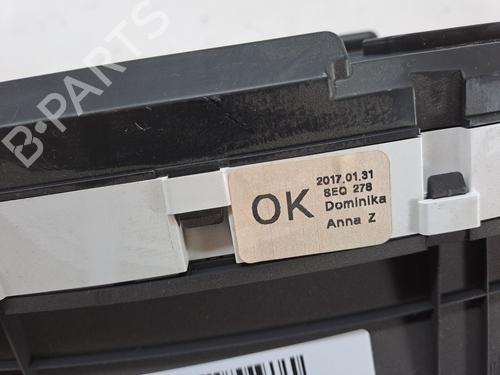 B-PARTS
OK
2017.01.31
SEQ 278
Dominika
Anna Z